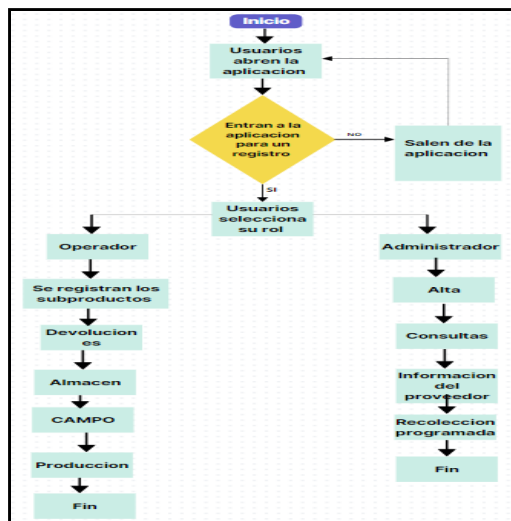 Inicio
Usuarios
abren la
aplicacion
Entran a la
aplicacion
para un
registro
NO
Salen de la
aplicacion
SI
Usuarios
selecciona
su rol
Operador
Se registran los
subproductos
Devolucion
es
Almacen
CAMPO
Produccion
Fin
Administrador
Alta
Consultas
Informacion
del
proveedor
Recoleccion
programada
Fin